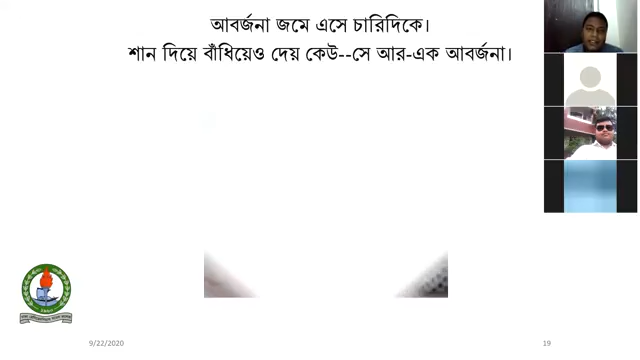 আবর্জনা জমে এসে চারিদিকে।
শান দিয়ে বাঁধিয়েও দেয় কেউ--সে আর-এক আবর্জনা।
9/22/2020
19